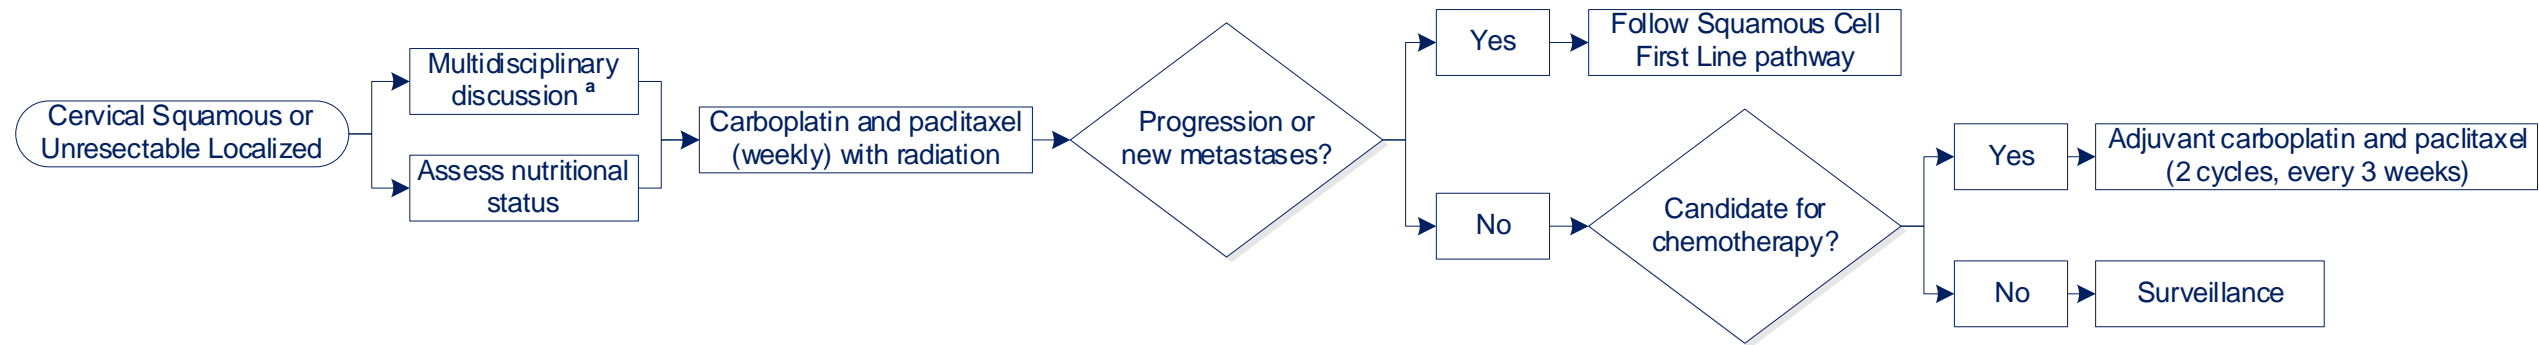 Cervical Squamous or
Unresectable Localized
Multidisciplinary
discussion a
Assess nutritional
status
Carboplatin and paclitaxel
(weekly) with radiation
Progression or
new metastases?
Yes
Follow Squamous Cell
First Line pathway
No
Candidate for
chemotherapy?
Yes
Adjuvant carboplatin and paclitaxel
(2 cycles, every 3 weeks)
No
Surveillance